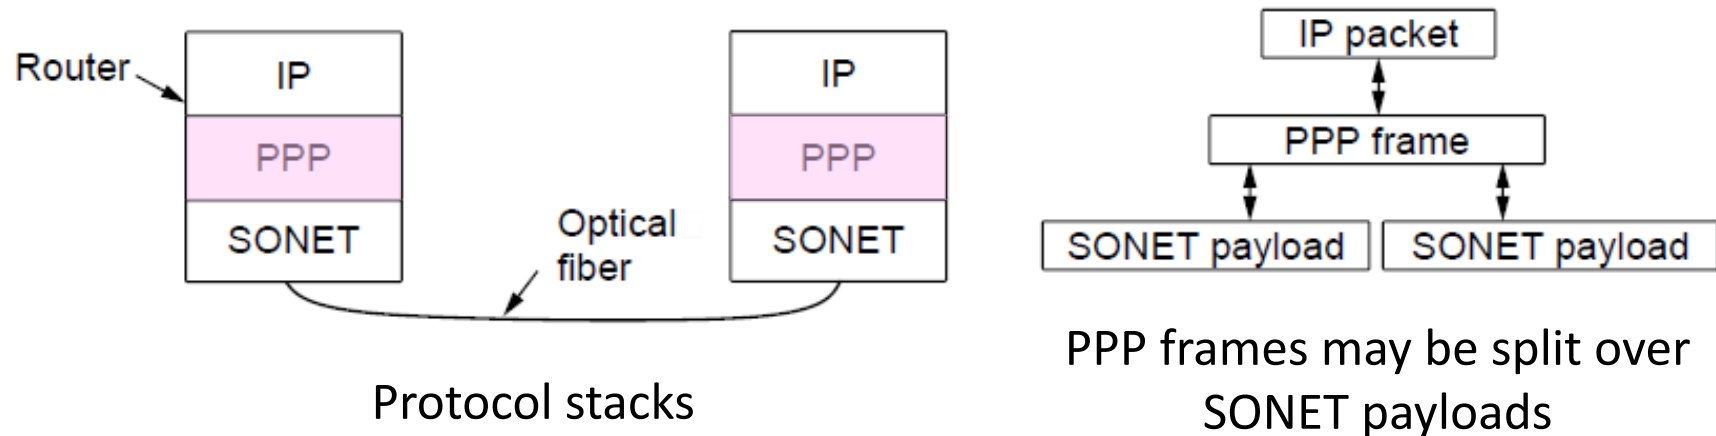 Router
IP
PPP
SONET
Optical
fiber
IP
PPP
SONET
Protocol stacks
IP packet
PPP frame
SONET payload
SONET payload
PPP frames may be split over
SONET payloads